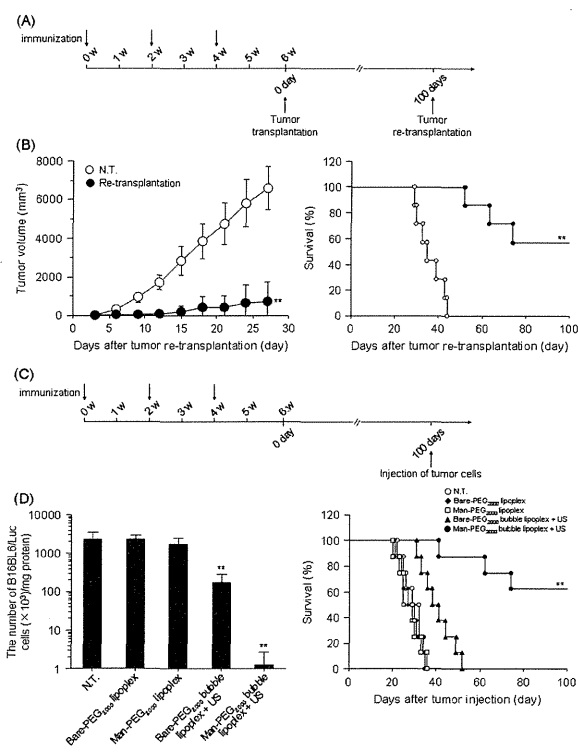 (A)
immunization
0 w 1 w 2 w 3 w 4 w 5 w 6 w
0 day
100 days
Tumor transplantation
Tumor re-transplantation
(B)
N.T.
Re-transplantation
Tumor volume (mm³)
8000
6000
4000
2000
0
**
0 5 10 15 20 25 30
Days after tumor re-transplantation (day)
Survival (%)
120
100
80
60
40
20
0
**
0 20 40 60 80 100
Days after tumor re-transplantation (day)
(C)
immunization
0 w 1 w 2 w 3 w 4 w 5 w 6 w
0 day
100 days
Injection of tumor cells
(D)
The number of B16BL6/Luc
cells (×10³)/mg protein)
10000
1000
100
10
1
**
**
N.T.
Bare-PEG2000 lipoplex
Man-PEG2000 lipoplex
Bare-PEG2000 bubble
lipoplex + US
Man-PEG2000 bubble
lipoplex + US
N.T.
Bare-PEG2000 lipoplex
Man-PEG2000 lipoplex
Bare-PEG2000 bubble lipoplex + US
Man-PEG2000 bubble lipoplex + US
Survival (%)
120
100
80
60
40
20
0
**
0 20 40 60 80 100
Days after tumor injection (day)